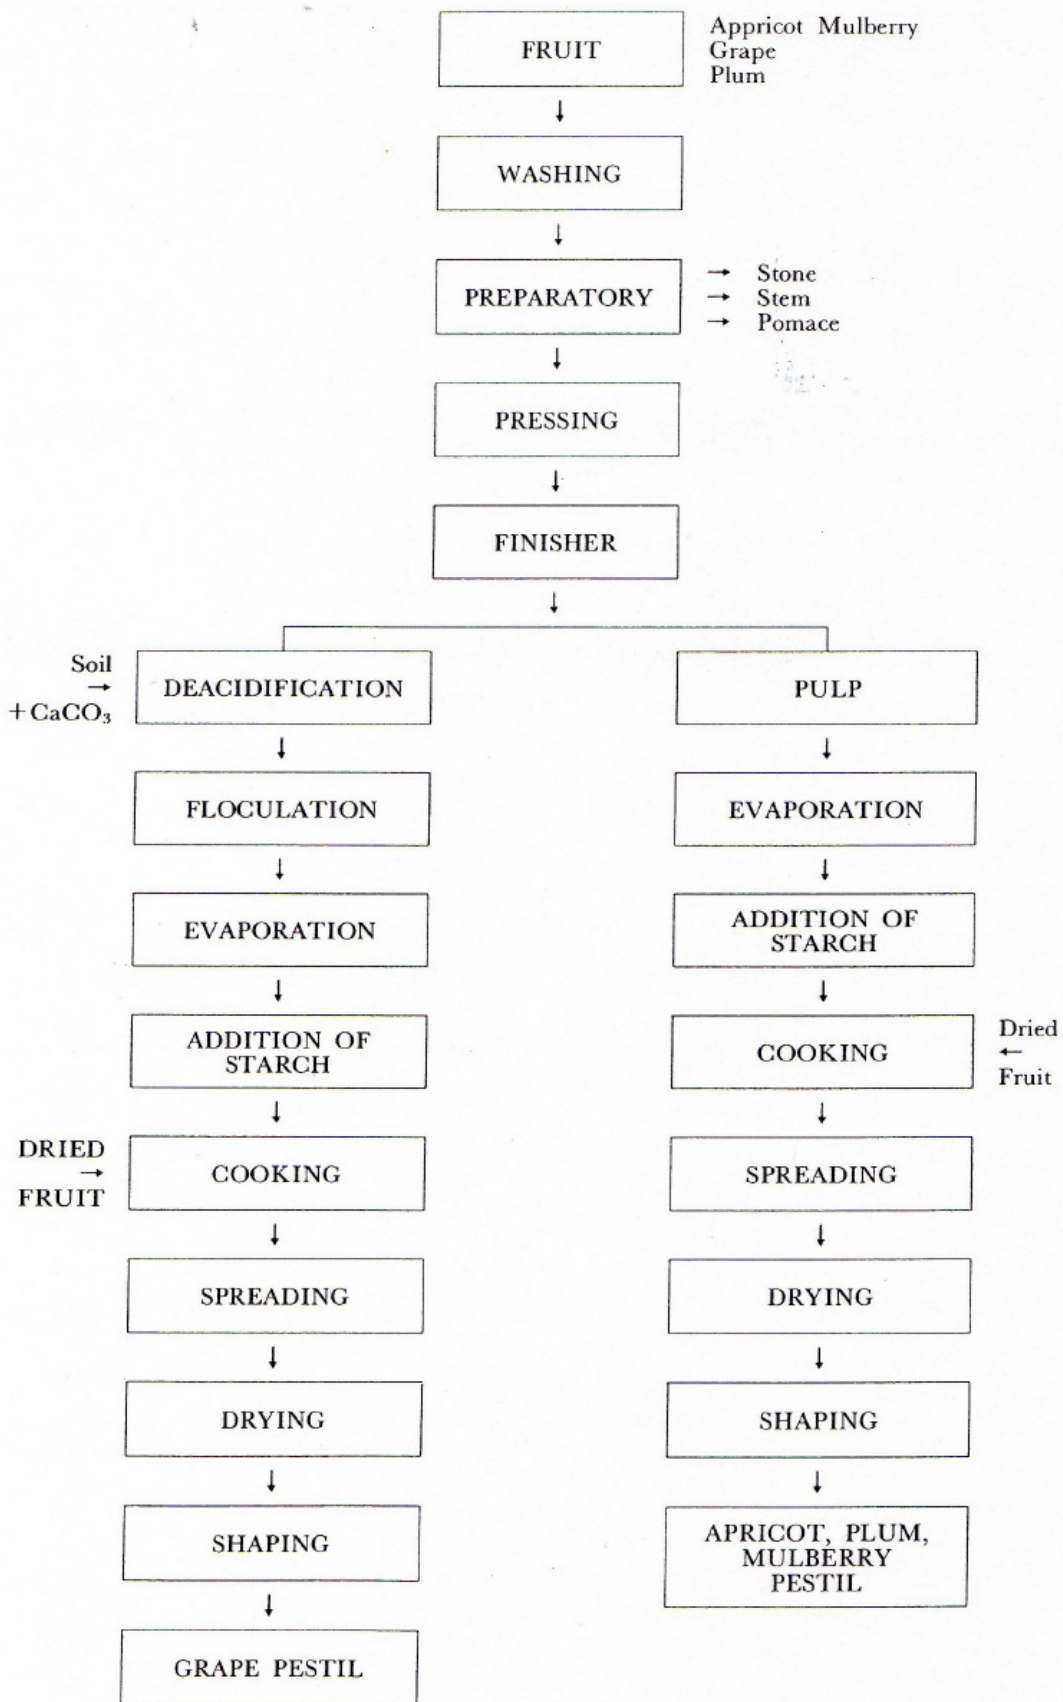 FRUIT
Appricot Mulberry
Grape
Plum
↓
WASHING
↓
PREPARATORY
→ Stone
→ Stem
→ Pomace
↓
PRESSING
↓
FINISHER
↓
Soil
→
+CaCO₃
DEACIDIFICATION
↓
FLOCULATION
↓
EVAPORATION
↓
ADDITION OF
STARCH
↓
DRIED
→
FRUIT
COOKING
↓
SPREADING
↓
DRYING
↓
SHAPING
↓
GRAPE PESTIL
PULP
↓
EVAPORATION
↓
ADDITION OF
STARCH
↓
COOKING
Dried
←
Fruit
↓
SPREADING
↓
DRYING
↓
SHAPING
↓
APRICOT, PLUM,
MULBERRY
PESTIL